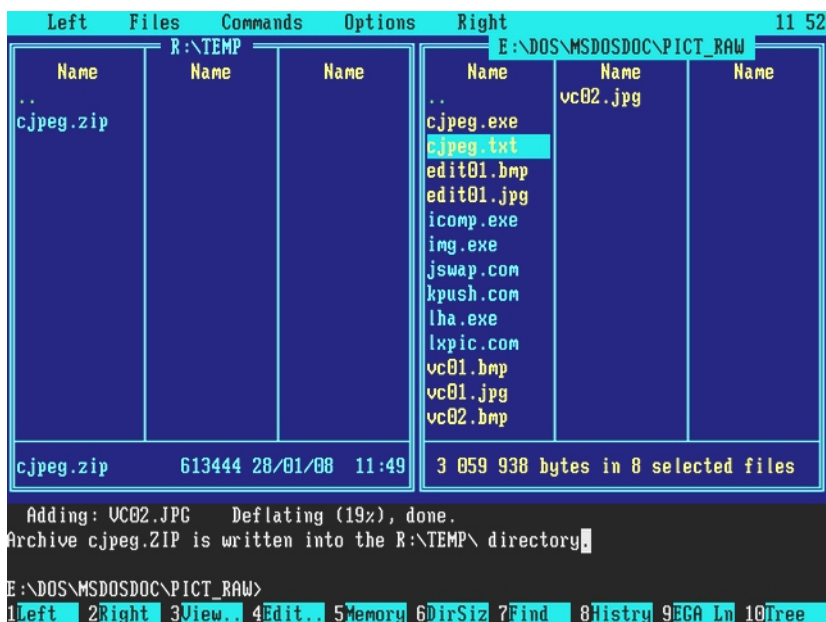 Left Files Commands Options Right 11 52
R:\TEMP
Name Name Name
..
cjpeg.zip
cjpeg.zip 613444 28/01/08 11:49
E:\DOS\MSDOSDOC\PICT_RAW
Name Name Name
.. vc02.jpg
cjpeg.exe
cjpeg.txt
edit01.bmp
edit01.jpg
icomp.exe
img.exe
jswap.com
kpush.com
lha.exe
lxpic.com
vc01.bmp
vc01.jpg
vc02.bmp
3 059 938 bytes in 8 selected files
Adding: VC02.JPG Deflating (19%), done.
Archive cjpeg.ZIP is written into the R:\TEMP\ directory.
E:\DOS\MSDOSDOC\PICT_RAW>
1Left 2Right 3View.. 4Edit.. 5Memory 6DirSiz 7Find 8Histry 9EGA Ln 10Tree